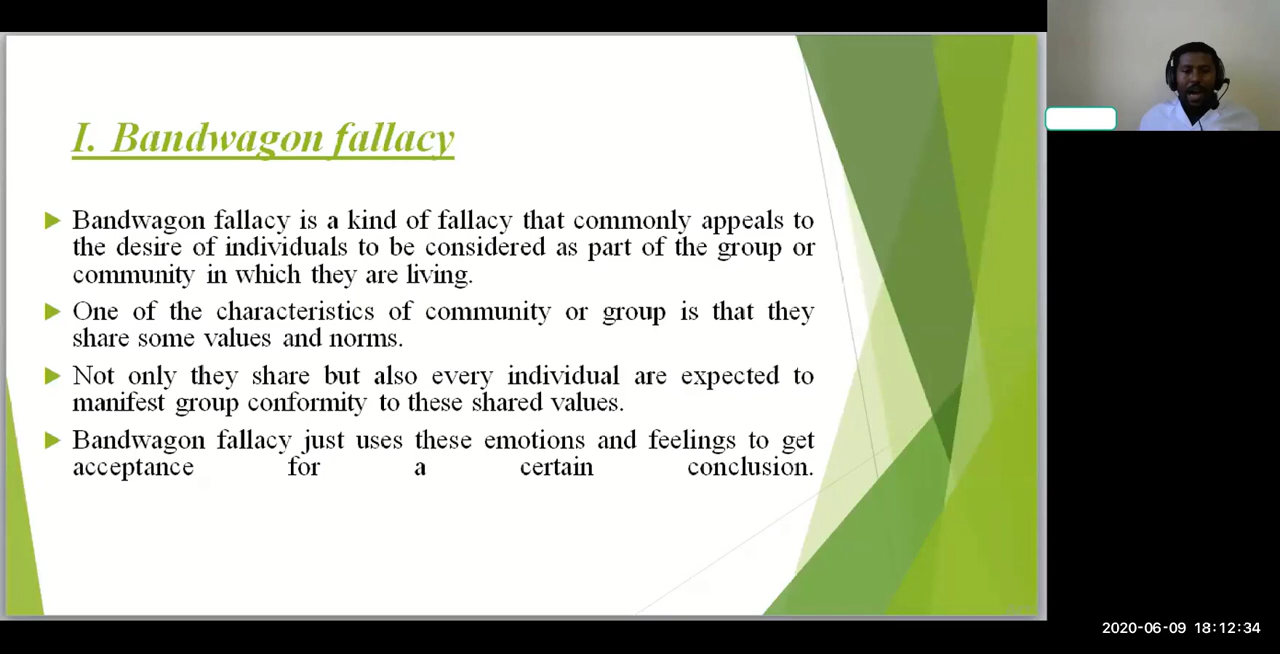 I. Bandwagon fallacy
Bandwagon fallacy is a kind of fallacy that commonly appeals to
the desire of individuals to be considered as part of the group or
community in which they are living.
One of the characteristics of community or group is that they
share some values and norms.
Not only they share but also every individual are expected to
manifest group conformity to these shared values.
Bandwagon fallacy just uses these emotions and feelings to get
acceptance for a certain conclusion.
2020-06-09 18:12:34